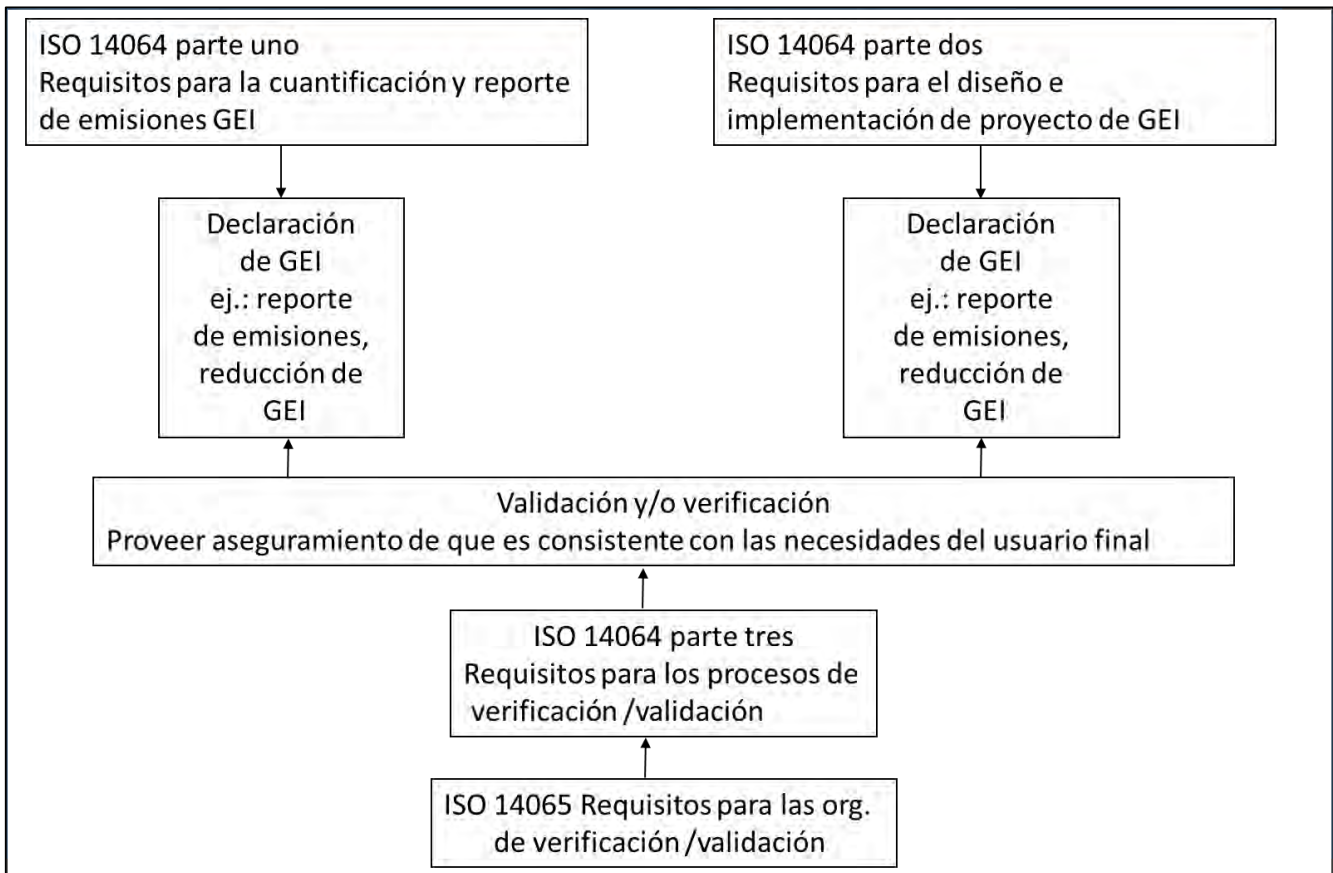 ISO 14064 parte uno
Requisitos para la cuantificación y reporte
de emisiones GEI
ISO 14064 parte dos
Requisitos para el diseño e
implementación de proyecto de GEI
Declaración
de GEI
ej.: reporte
de emisiones,
reducción de
GEI
Declaración
de GEI
ej.: reporte
de emisiones,
reducción de
GEI
Validación y/o verificación
Proveer aseguramiento de que es consistente con las necesidades del usuario final
ISO 14064 parte tres
Requisitos para los procesos de
verificación /validación
ISO 14065 Requisitos para las org.
de verificación /validación